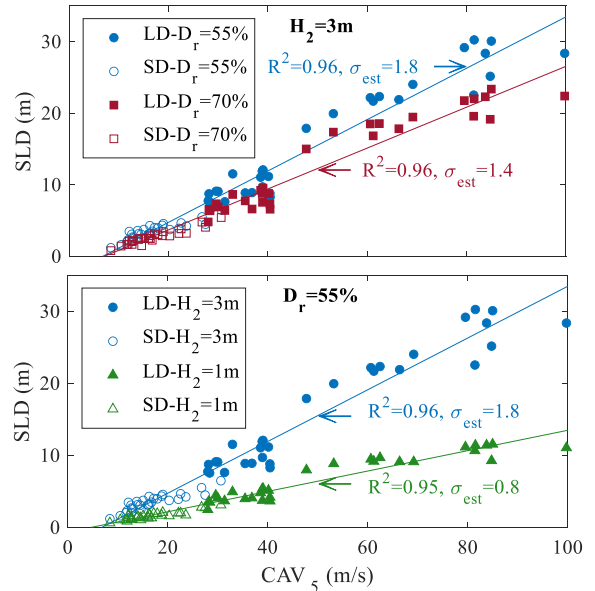 H2=3m
LD-Dr=55%
SD-Dr=55%
LD-Dr=70%
SD-Dr=70%
R²=0.96, σest=1.8
R²=0.96, σest=1.4
SLD (m)
30
20
10
0
Dr=55%
LD-H2=3m
SD-H2=3m
LD-H2=1m
SD-H2=1m
R²=0.96, σest=1.8
R²=0.95, σest=0.8
SLD (m)
30
20
10
0
0 20 40 60 80 100
CAV5 (m/s)